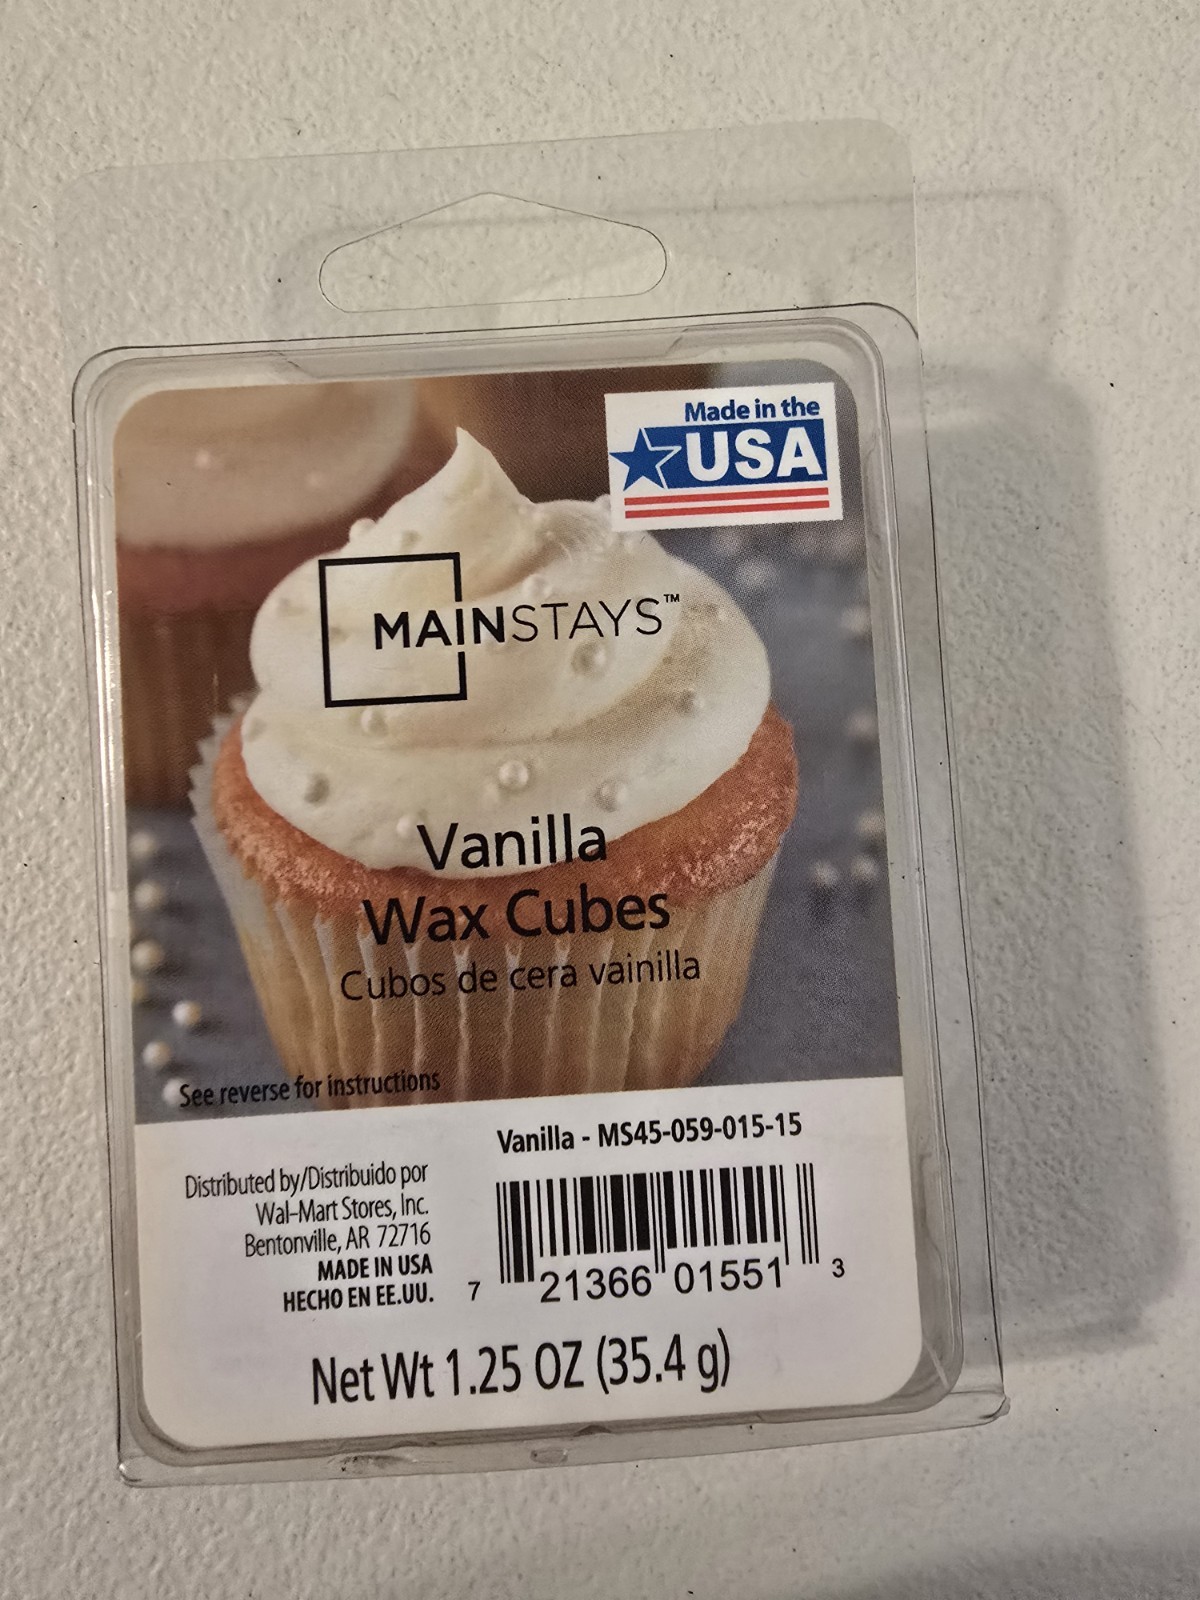 Made in the
USA
MAINSTAYS™
Vanilla
Wax Cubes
Cubos de cera vainilla
See reverse for instructions
Vanilla - MS45-059-015-15
Distributed by/Distribuido por
Wal-Mart Stores, Inc.
Bentonville, AR 72716
MADE IN USA
HECHO EN EE.UU.
7 21366 01551 3
Net Wt 1.25 OZ (35.4 g)